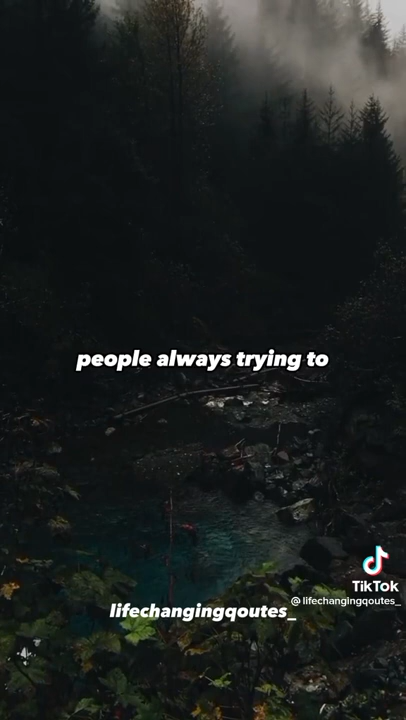 people always trying to
TikTok
@lifechangingqoutes_
lifechangingqoutes_